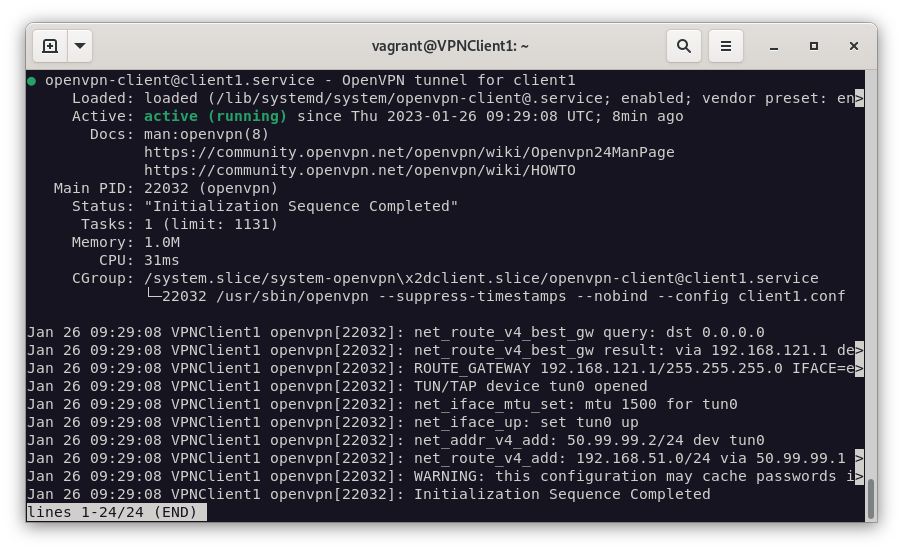 vagrant@VPNClient1: ~
● openvpn-client@client1.service - OpenVPN tunnel for client1
Loaded: loaded (/lib/systemd/system/openvpn-client@.service; enabled; vendor preset: en>
Active: active (running) since Thu 2023-01-26 09:29:08 UTC; 8min ago
Docs: man:openvpn(8)
https://community.openvpn.net/openvpn/wiki/Openvpn24ManPage
https://community.openvpn.net/openvpn/wiki/HOWTO
Main PID: 22032 (openvpn)
Status: "Initialization Sequence Completed"
Tasks: 1 (limit: 1131)
Memory: 1.0M
CPU: 31ms
CGroup: /system.slice/system-openvpn\x2dclient.slice/openvpn-client@client1.service
└─22032 /usr/sbin/openvpn --suppress-timestamps --nobind --config client1.conf
Jan 26 09:29:08 VPNClient1 openvpn[22032]: net_route_v4_best_gw query: dst 0.0.0.0
Jan 26 09:29:08 VPNClient1 openvpn[22032]: net_route_v4_best_gw result: via 192.168.121.1 de>
Jan 26 09:29:08 VPNClient1 openvpn[22032]: ROUTE_GATEWAY 192.168.121.1/255.255.255.0 IFACE=e>
Jan 26 09:29:08 VPNClient1 openvpn[22032]: TUN/TAP device tun0 opened
Jan 26 09:29:08 VPNClient1 openvpn[22032]: net_iface_mtu_set: mtu 1500 for tun0
Jan 26 09:29:08 VPNClient1 openvpn[22032]: net_iface_up: set tun0 up
Jan 26 09:29:08 VPNClient1 openvpn[22032]: net_addr_v4_add: 50.99.99.2/24 dev tun0
Jan 26 09:29:08 VPNClient1 openvpn[22032]: net_route_v4_add: 192.168.51.0/24 via 50.99.99.1 >
Jan 26 09:29:08 VPNClient1 openvpn[22032]: WARNING: this configuration may cache passwords i>
Jan 26 09:29:08 VPNClient1 openvpn[22032]: Initialization Sequence Completed
lines 1-24/24 (END)